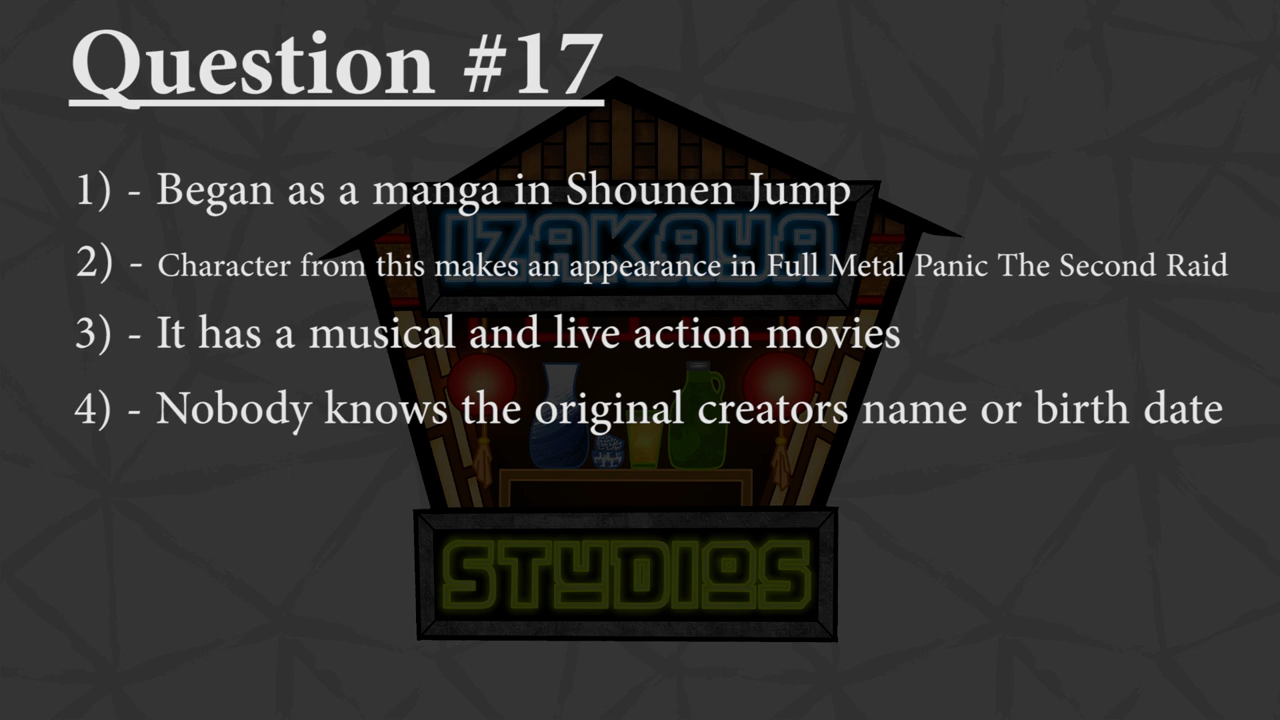 Question #17
1) - Began as a manga in Shounen Jump
2) - Character from this makes an appearance in Full Metal Panic The Second Raid
3) - It has a musical and live action movies
4) - Nobody knows the original creators name or birth date
IZAKAYA
STUDIOS